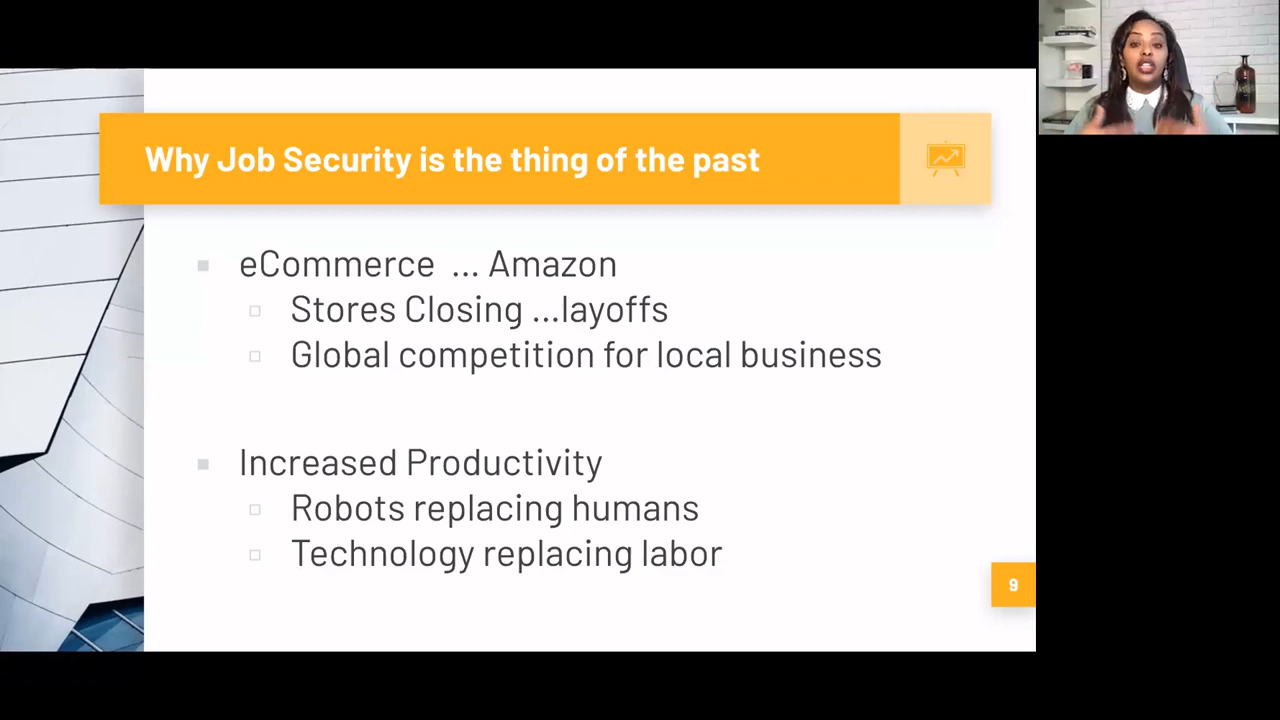 Why Job Security is the thing of the past
eCommerce ... Amazon
Stores Closing ...layoffs
Global competition for local business
Increased Productivity
Robots replacing humans
Technology replacing labor
9